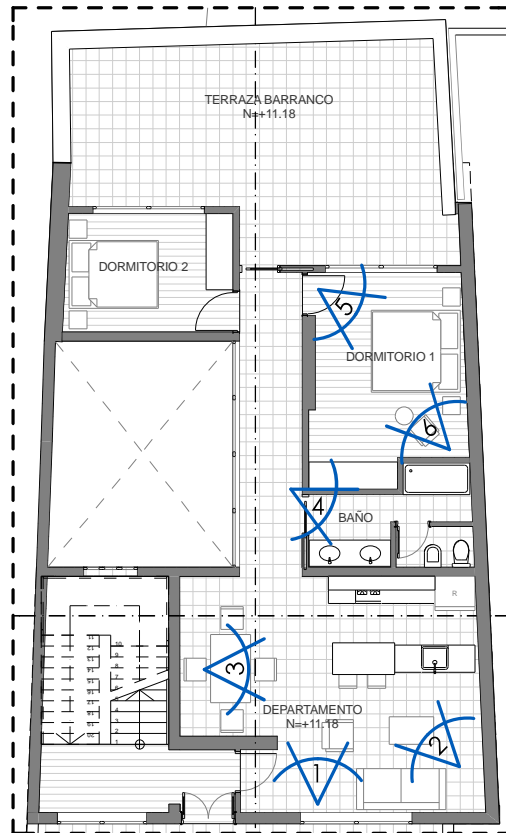 TERRAZA BARRANCO
N=+11.18
DORMITORIO 2
5
DORMITORIO 1
6
4
BAÑO
R
3
DEPARTAMENTO
N=+11.18
2
1